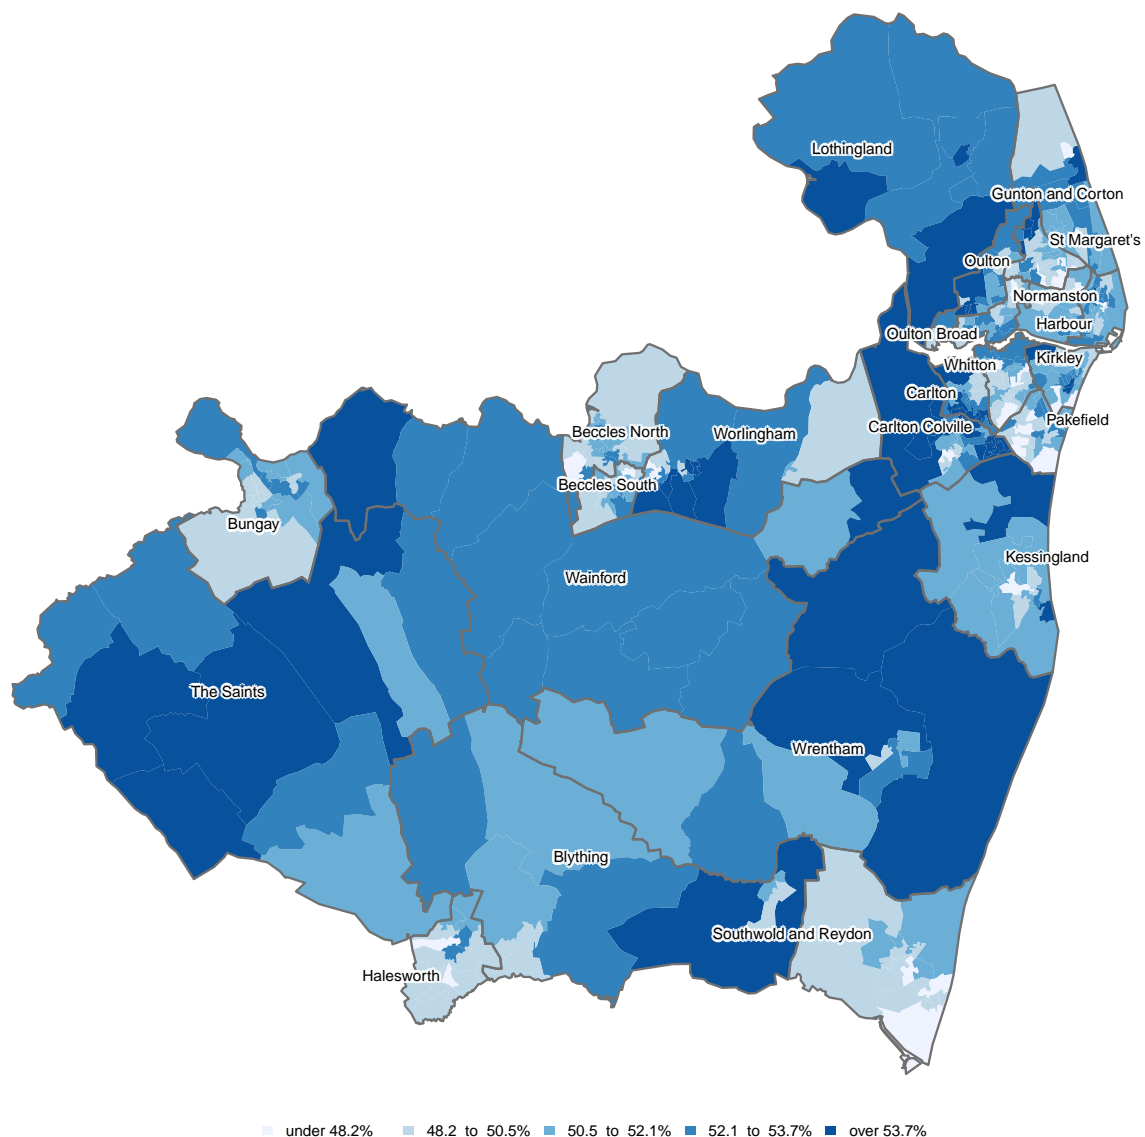 Lothingland
Gunton and Corton
St Margaret's
Oulton
Normanston
Harbour
Oulton Broad
Kirkley
Whitton
Carlton
Pakefield
Carlton Colville
Beccles North
Worlingham
Beccles South
Bungay
Kessingland
Wainford
The Saints
Wrentham
Blything
Southwold and Reydon
Halesworth
under 48.2% 48.2 to 50.5% 50.5 to 52.1% 52.1 to 53.7% over 53.7%